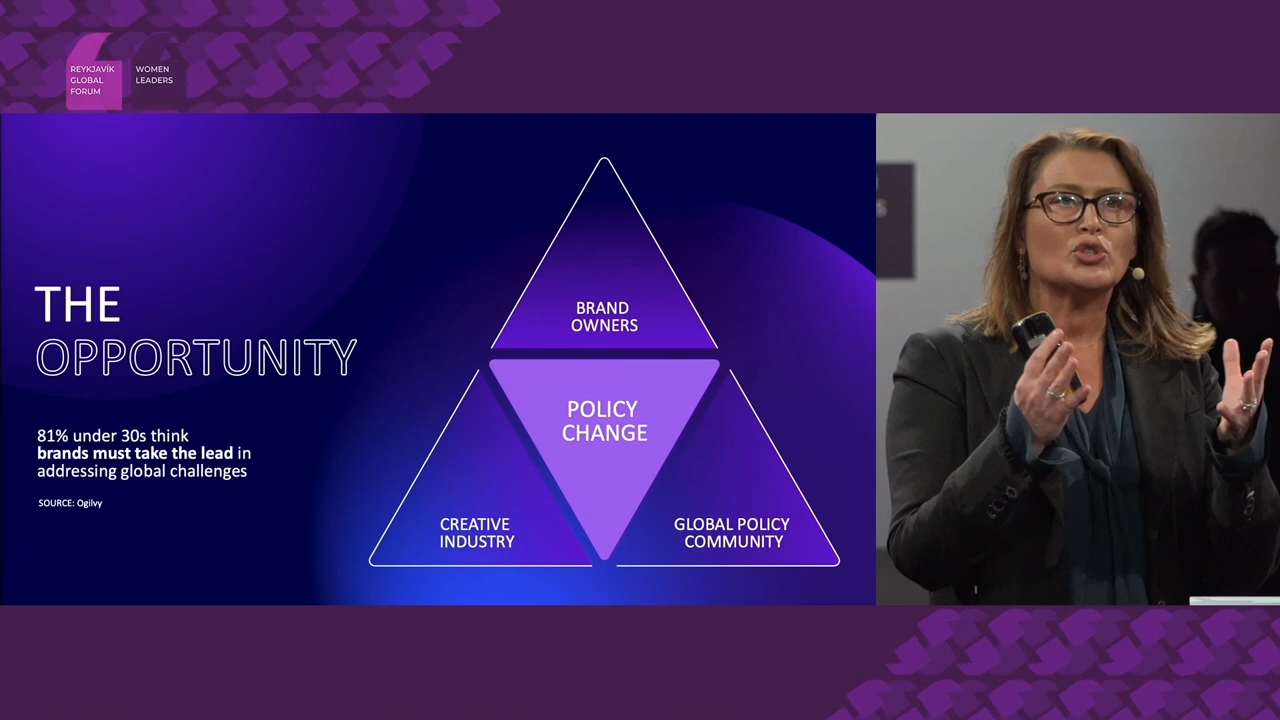 REYKJAVÍK
GLOBAL
FORUM
WOMEN
LEADERS
THE
OPPORTUNITY
81% under 30s think
brands must take the lead in
addressing global challenges
SOURCE: Ogilvy
BRAND
OWNERS
POLICY
CHANGE
CREATIVE
INDUSTRY
GLOBAL POLICY
COMMUNITY